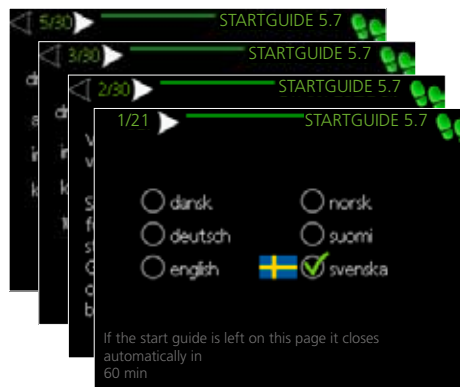 5/30 STARTGUIDE 5.7
3/30 STARTGUIDE 5.7
2/30 STARTGUIDE 5.7
1/21 STARTGUIDE 5.7
dansk norsk
deutsch suomi
english svenska
If the start guide is left on this page it closes
automatically in
60 min